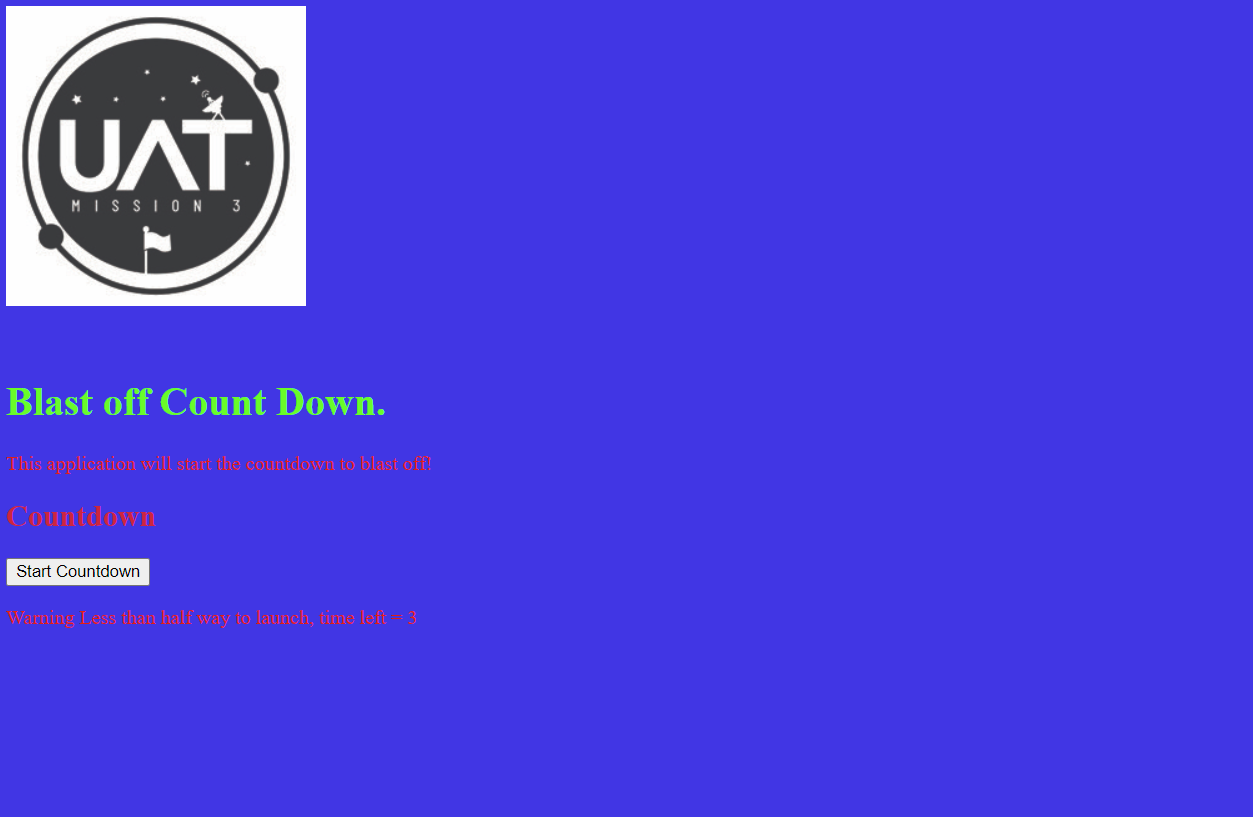 UAT
MISSION 3
Blast off Count Down.
This application will start the countdown to blast off!
Countdown
Start Countdown
Warning Less than half way to launch, time left = 3